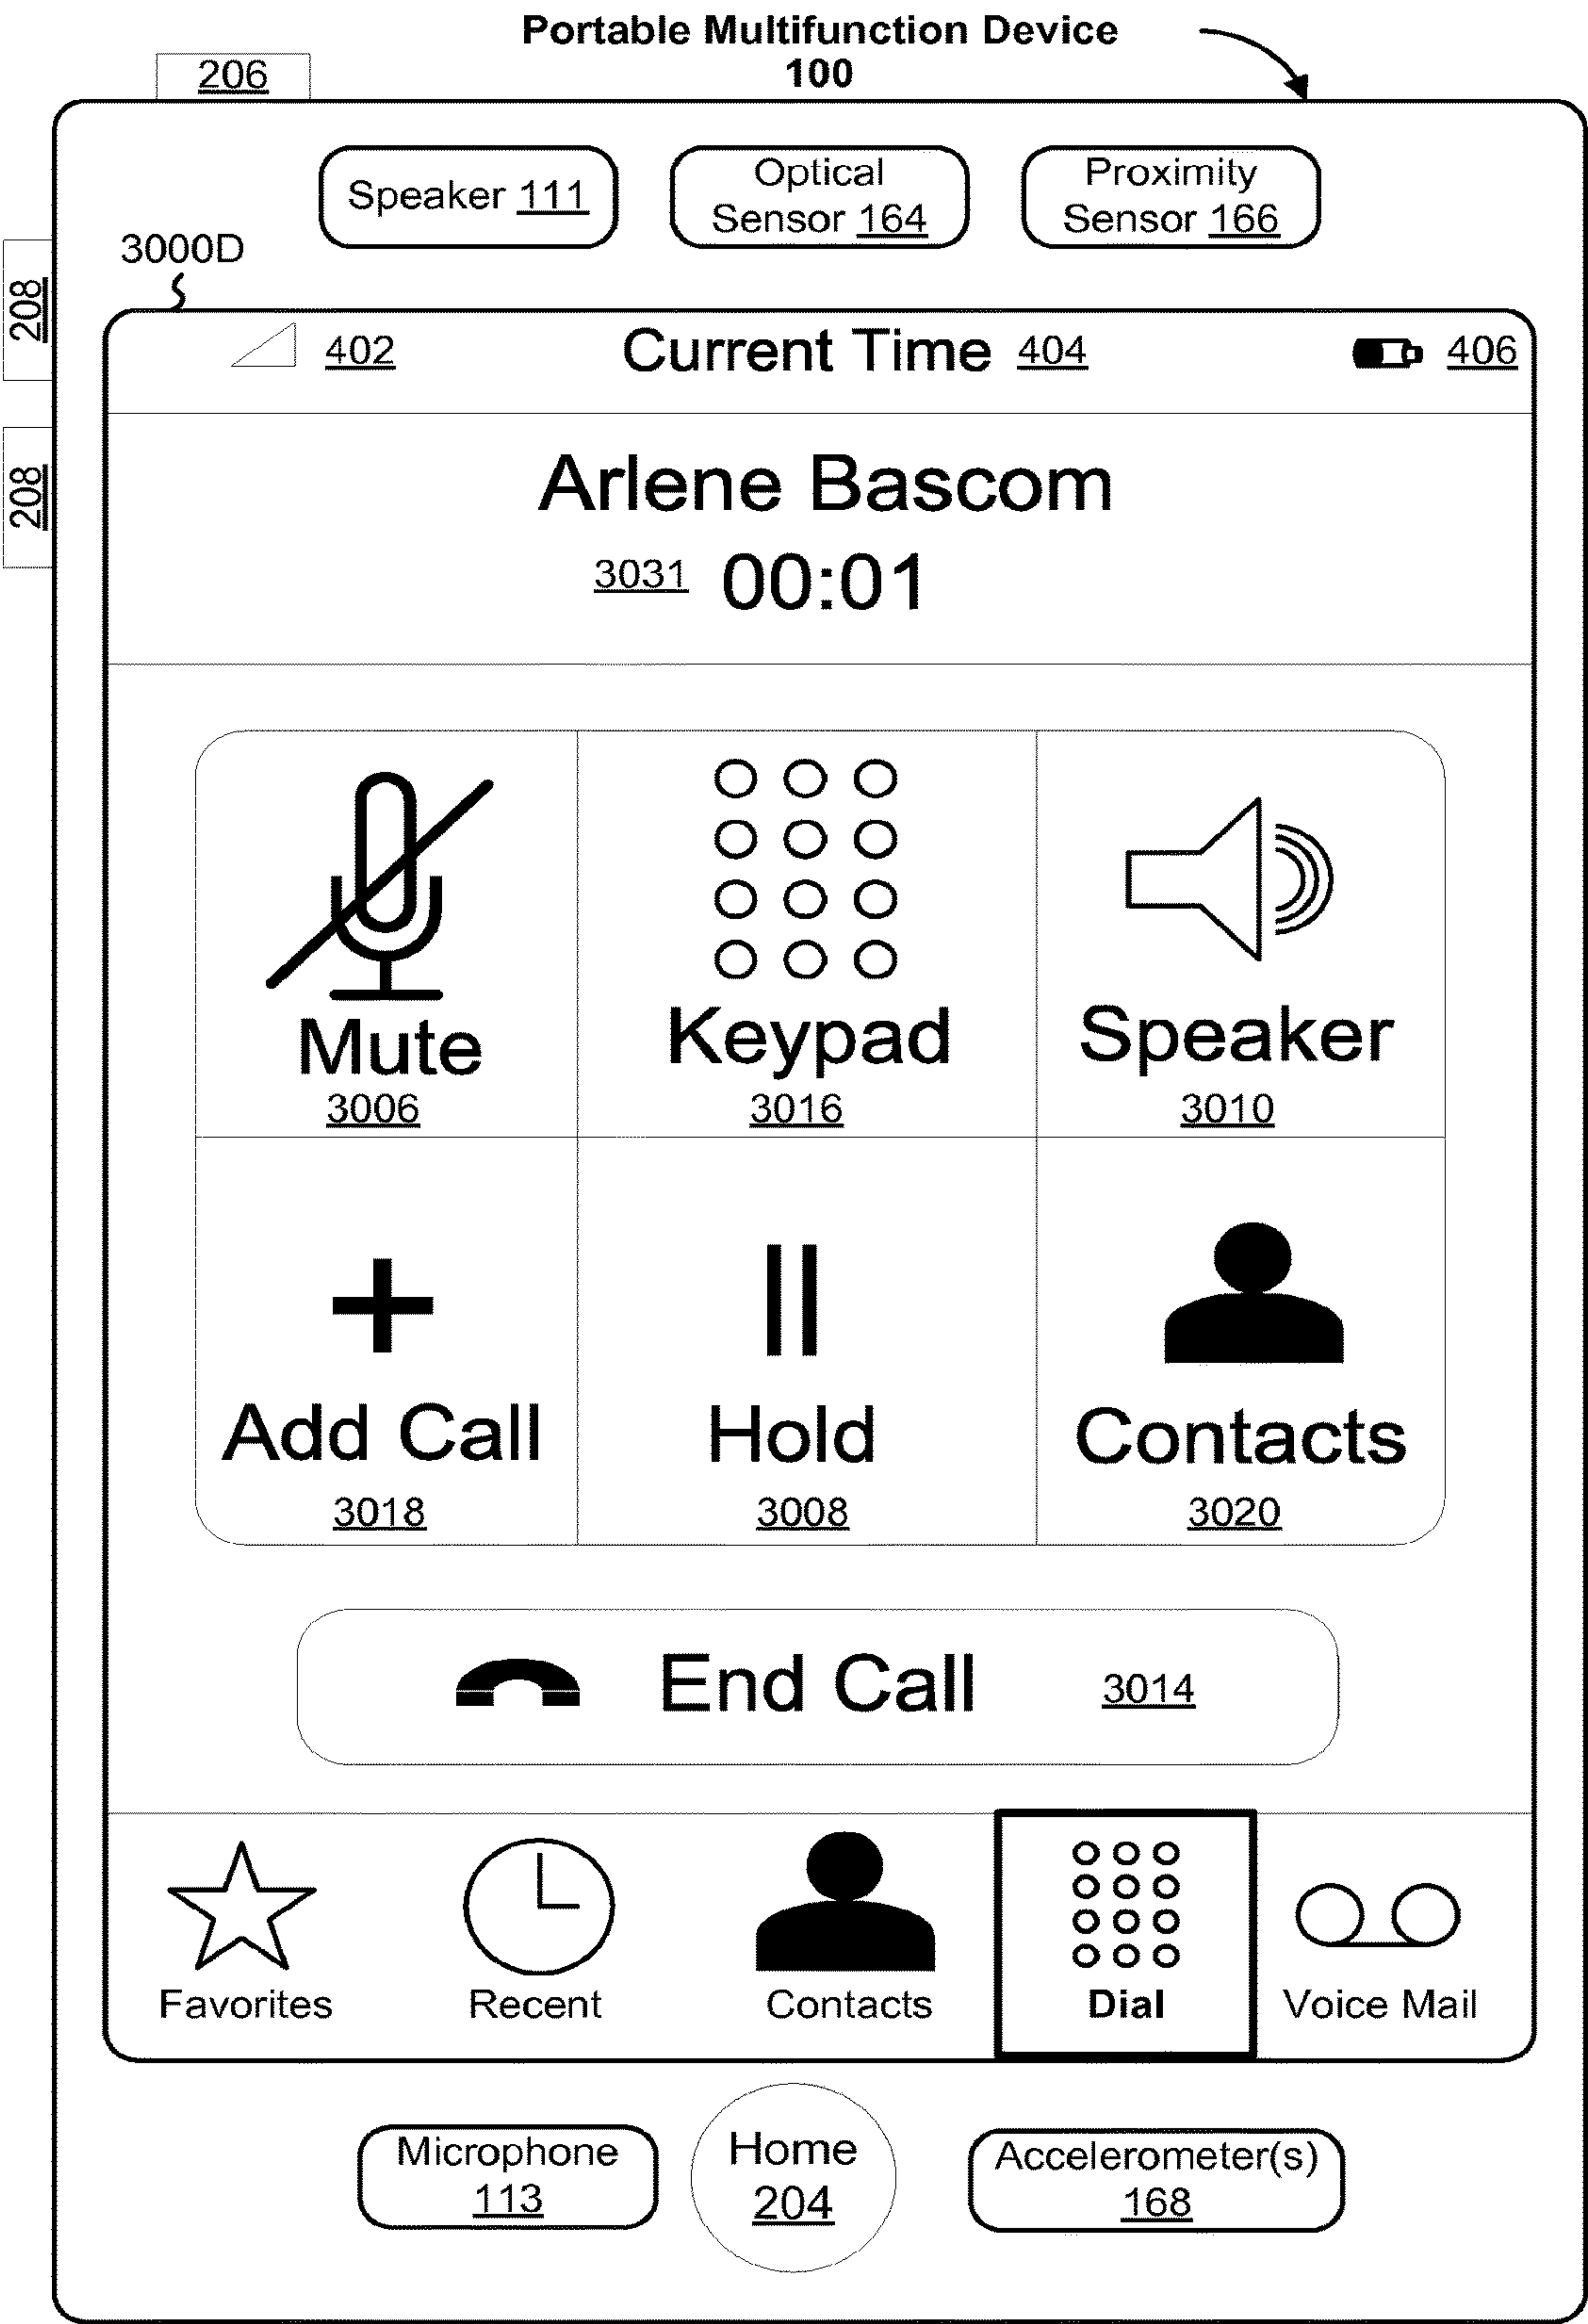 Portable Multifunction Device
100
206
Speaker 111
Optical
Sensor 164
Proximity
Sensor 166
3000D
208
208
402
Current Time 404
406
Arlene Bascom
3031 00:01
Mute
3006
Keypad
3016
Speaker
3010
Add Call
3018
Hold
3008
Contacts
3020
End Call 3014
Favorites
Recent
Contacts
Dial
Voice Mail
Microphone
113
Home
204
Accelerometer(s)
168